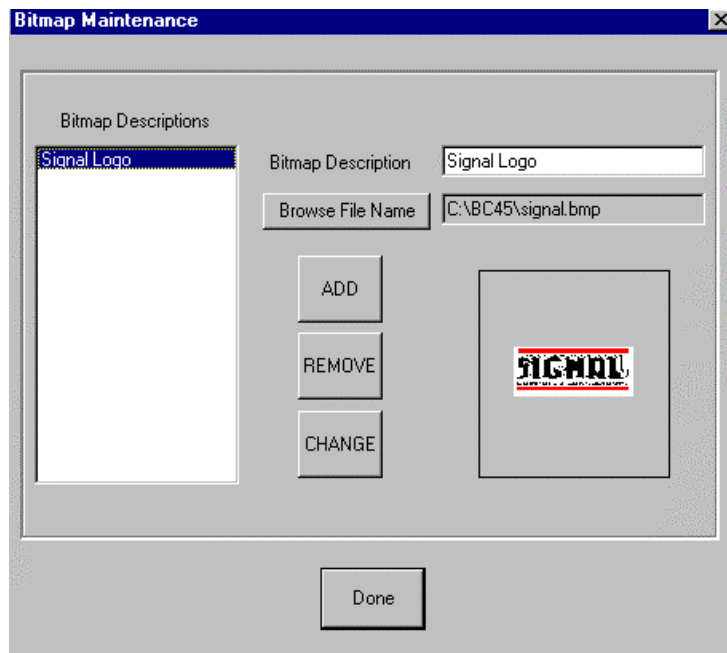 Bitmap Maintenance
Bitmap Descriptions
Signal Logo
Bitmap Description
Signal Logo
Browse File Name
C:\BC45\signal.bmp
ADD
REMOVE
CHANGE
SIGNAL
Done